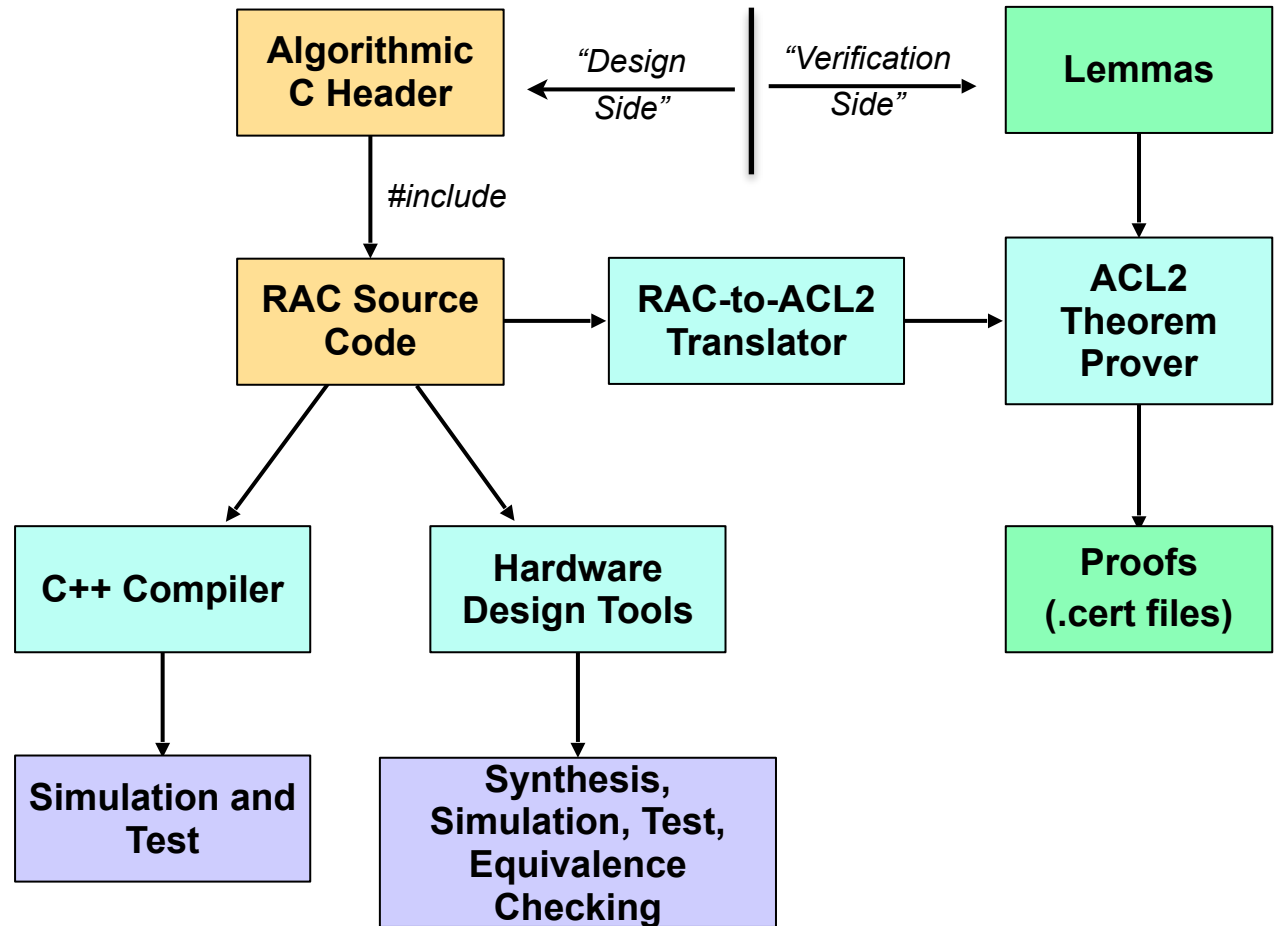 Algorithmic
C Header
“Design
Side”
“Verification
Side”
Lemmas
#include
RAC Source
Code
RAC-to-ACL2
Translator
ACL2
Theorem
Prover
C++ Compiler
Hardware
Design Tools
Proofs
(.cert files)
Simulation and
Test
Synthesis,
Simulation, Test,
Equivalence
Checking